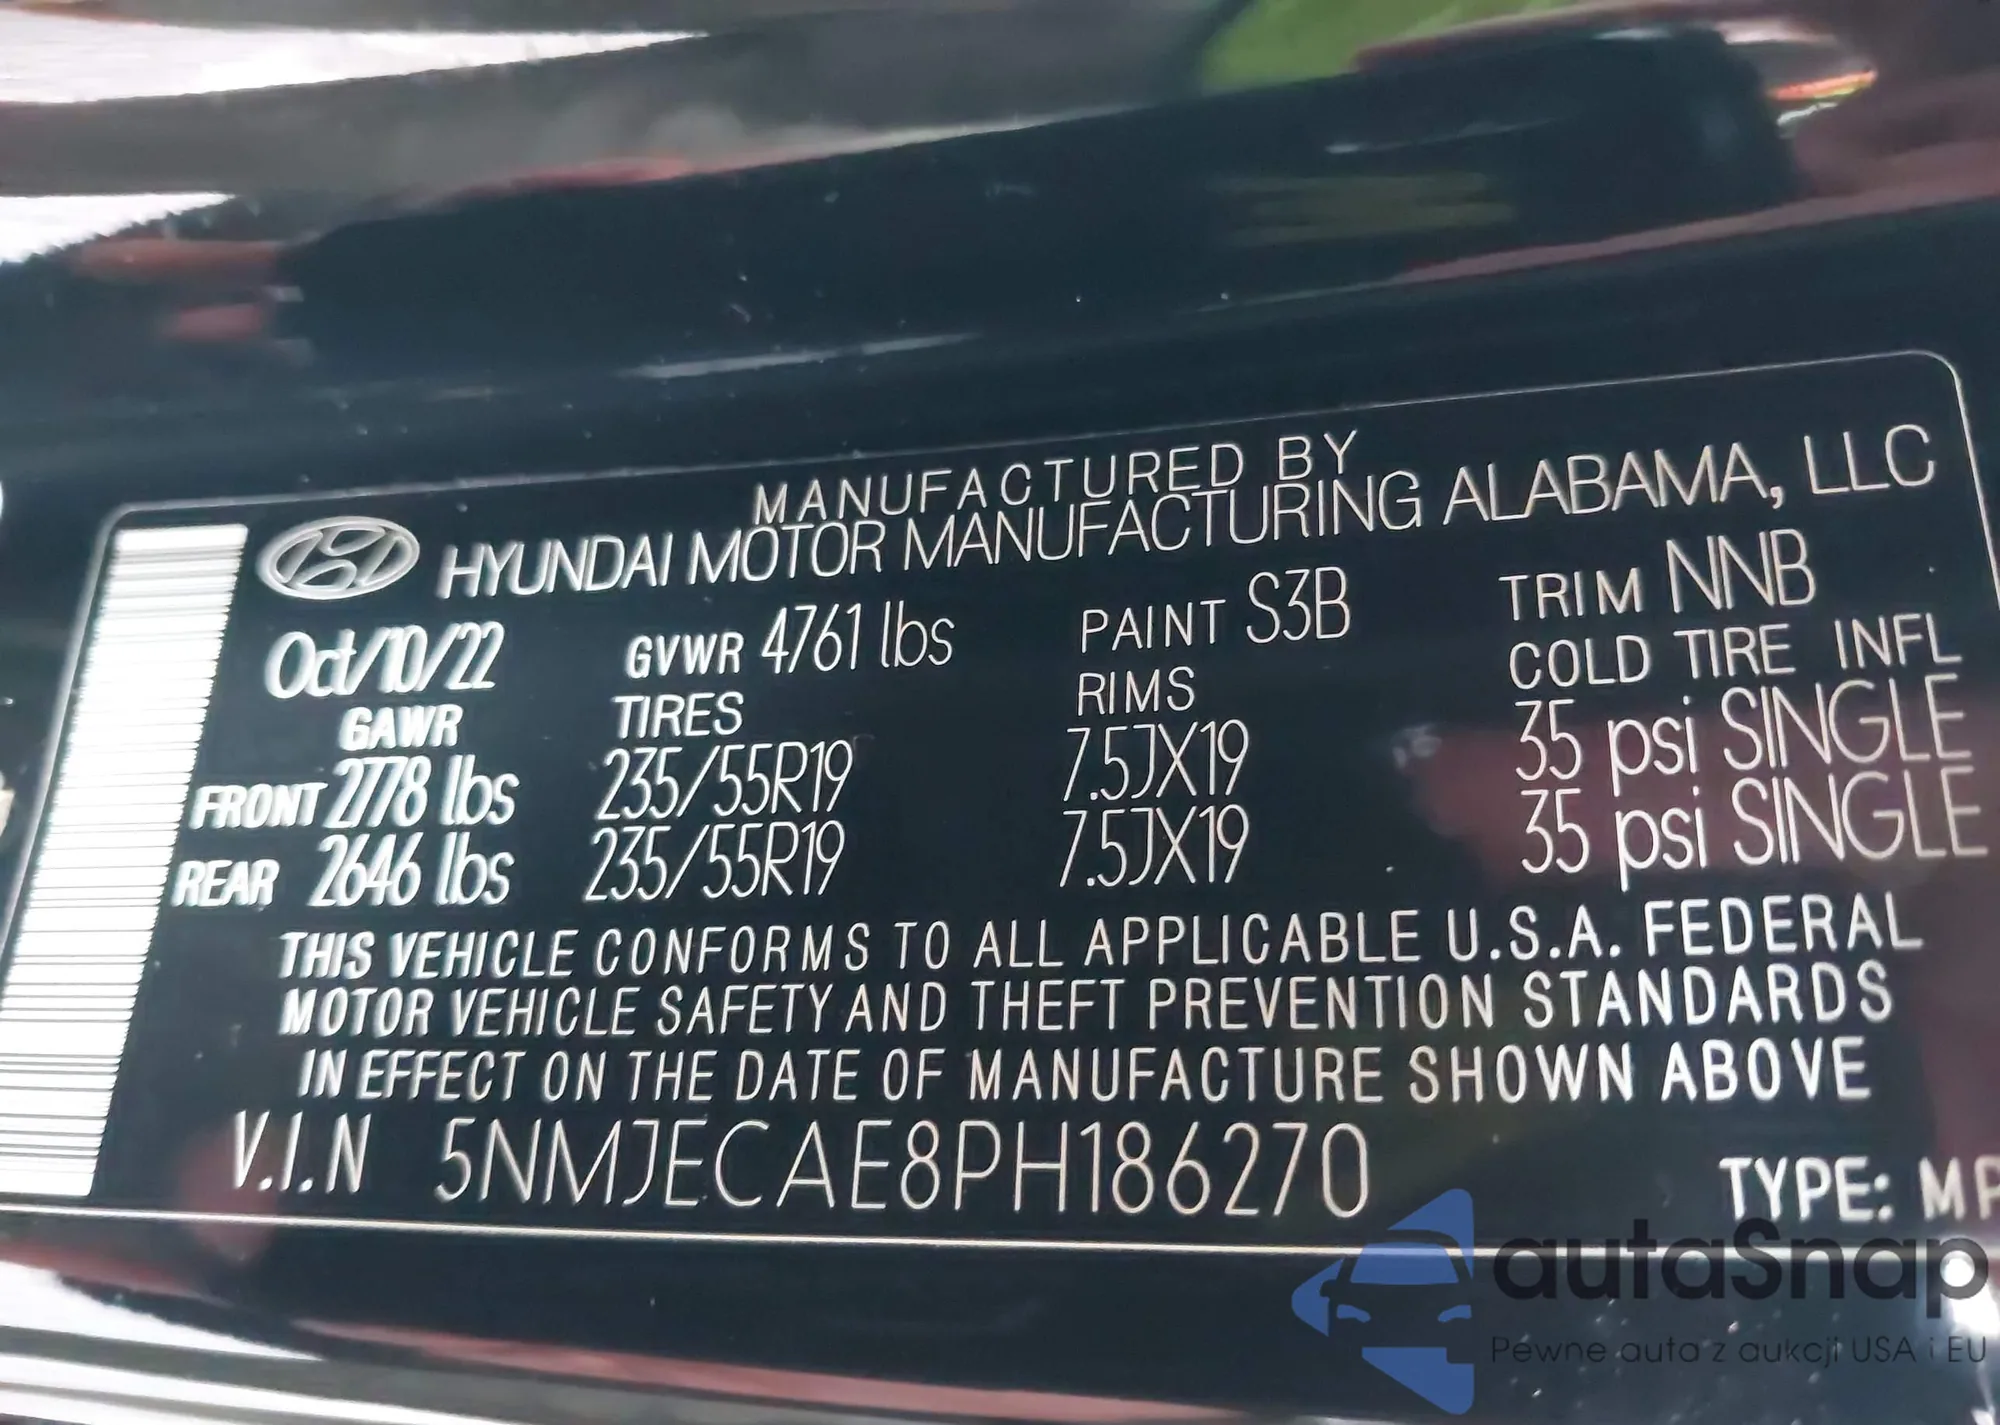 MANUFACTURED BY
HYUNDAI MOTOR MANUFACTURING ALABAMA, LLC
Oct/10/22 GVWR 4761 lbs PAINT S3B TRIM NNB
GAWR TIRES RIMS COLD TIRE INFL
FRONT 2778 lbs 235/55R19 7.5JX19 35 psi SINGLE
REAR 2646 lbs 235/55R19 7.5JX19 35 psi SINGLE
THIS VEHICLE CONFORMS TO ALL APPLICABLE U.S.A. FEDERAL
MOTOR VEHICLE SAFETY AND THEFT PREVENTION STANDARDS
IN EFFECT ON THE DATE OF MANUFACTURE SHOWN ABOVE
V.I.N 5NMJECAE8PH186270 TYPE: MP
autaSnap
Pewne auta z aukcji USA i EU